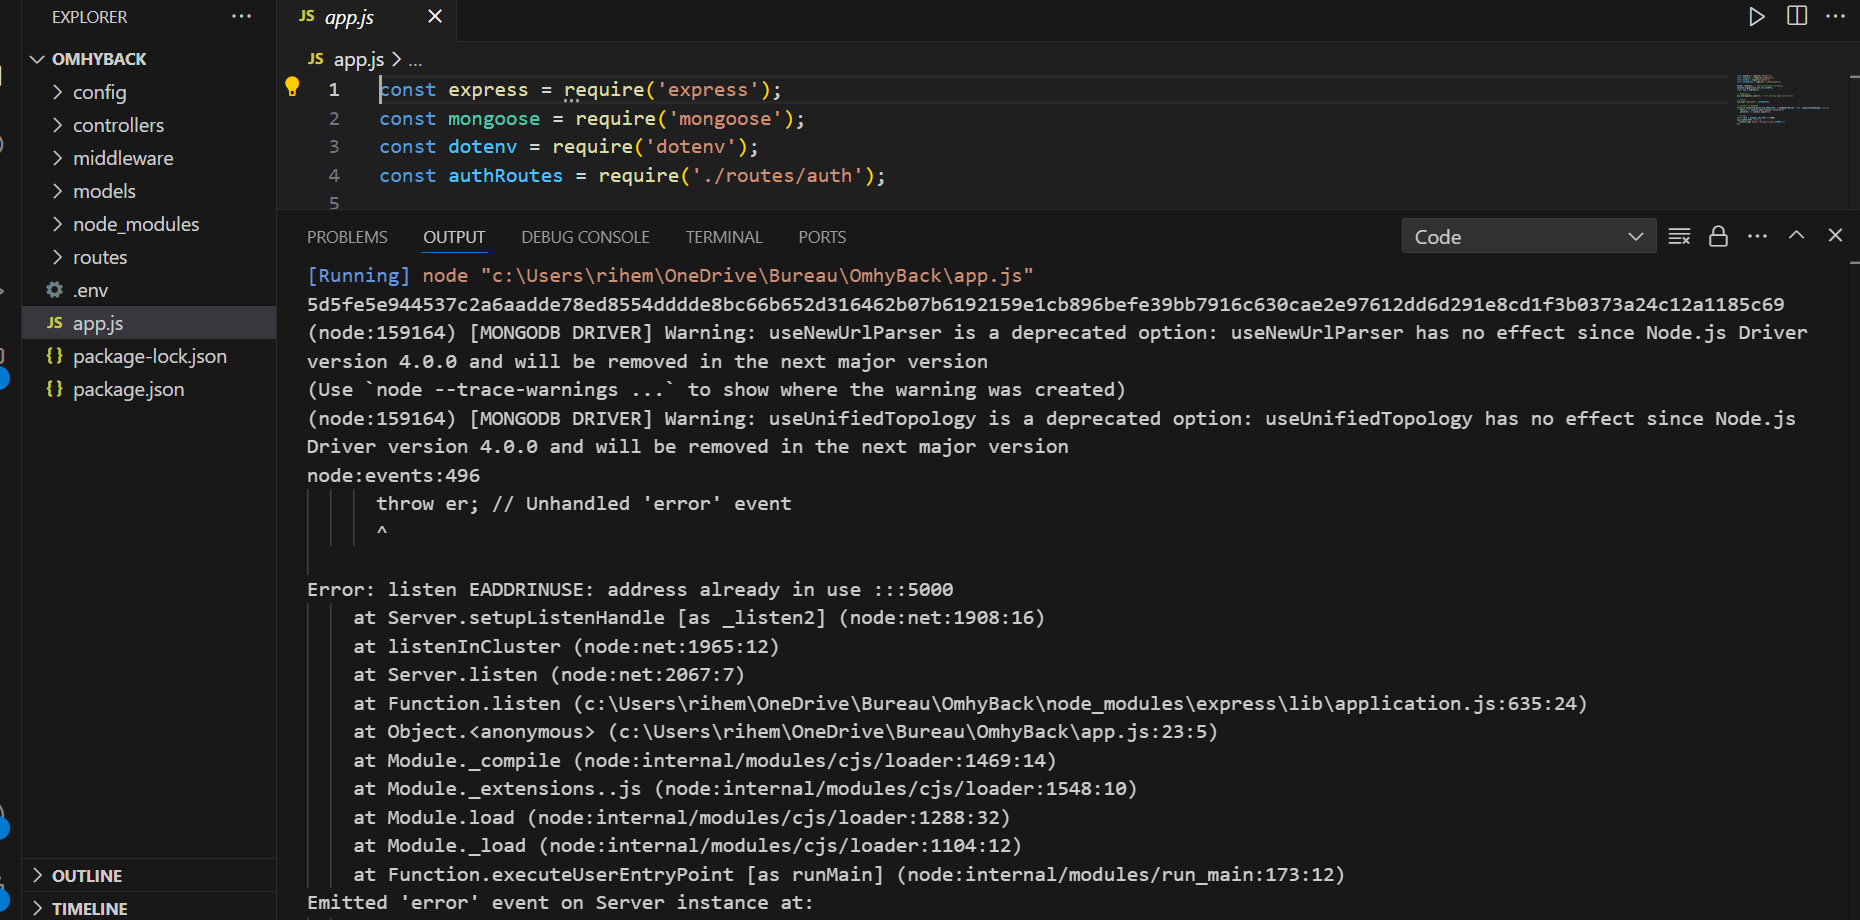 EXPLORER
OMHYBACK
config
controllers
middleware
models
node_modules
routes
.env
JS app.js
{} package-lock.json
{} package.json
OUTLINE
TIMELINE
JS app.js
JS app.js > ...
1 const express = require('express');
2 const mongoose = require('mongoose');
3 const dotenv = require('dotenv');
4 const authRoutes = require('./routes/auth');
5
PROBLEMS OUTPUT DEBUG CONSOLE TERMINAL PORTS Code
[Running] node "c:\Users\rihem\OneDrive\Bureau\OmhyBack\app.js"
5d5fe5e944537c2a6aadde78ed8554dddde8bc66b652d316462b07b6192159e1cb896befe39bb7916c630cae2e97612dd6d291e8cd1f3b0373a24c12a1185c69
(node:159164) [MONGODB DRIVER] Warning: useNewUrlParser is a deprecated option: useNewUrlParser has no effect since Node.js Driver
version 4.0.0 and will be removed in the next major version
(Use `node --trace-warnings ...` to show where the warning was created)
(node:159164) [MONGODB DRIVER] Warning: useUnifiedTopology is a deprecated option: useUnifiedTopology has no effect since Node.js
Driver version 4.0.0 and will be removed in the next major version
node:events:496
throw er; // Unhandled 'error' event
^
Error: listen EADDRINUSE: address already in use :::5000
at Server.setupListenHandle [as _listen2] (node:net:1908:16)
at listenInCluster (node:net:1965:12)
at Server.listen (node:net:2067:7)
at Function.listen (c:\Users\rihem\OneDrive\Bureau\OmhyBack\node_modules\express\lib\application.js:635:24)
at Object.<anonymous> (c:\Users\rihem\OneDrive\Bureau\OmhyBack\app.js:23:5)
at Module._compile (node:internal/modules/cjs/loader:1469:14)
at Module._extensions..js (node:internal/modules/cjs/loader:1548:10)
at Module.load (node:internal/modules/cjs/loader:1288:32)
at Module._load (node:internal/modules/cjs/loader:1104:12)
at Function.executeUserEntryPoint [as runMain] (node:internal/modules/run_main:173:12)
Emitted 'error' event on Server instance at: